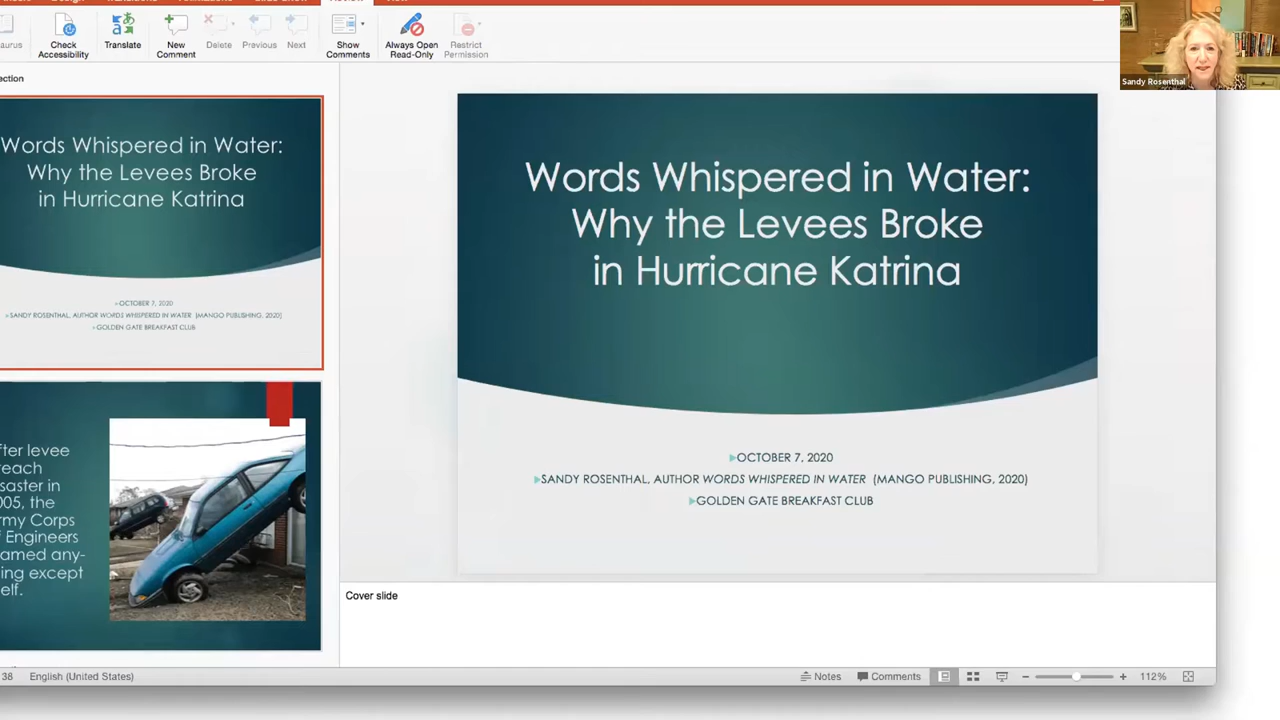 Check
Accessibility
Translate
New
Comment
Delete
Previous
Next
Show
Comments
Always Open
Read-Only
Restrict
Permission
Sandy Rosenthal
Words Whispered in Water:
Why the Levees Broke
in Hurricane Katrina
OCTOBER 7, 2020
SANDY ROSENTHAL, AUTHOR WORDS WHISPERED IN WATER (MANGO PUBLISHING, 2020)
GOLDEN GATE BREAKFAST CLUB
fter levee
reach
saster in
005, the
rmy Corps
f Engineers
amed any-
ing except
elf.
Words Whispered in Water:
Why the Levees Broke
in Hurricane Katrina
OCTOBER 7, 2020
SANDY ROSENTHAL, AUTHOR WORDS WHISPERED IN WATER (MANGO PUBLISHING, 2020)
GOLDEN GATE BREAKFAST CLUB
Cover slide
38 English (United States)
Notes Comments 112%